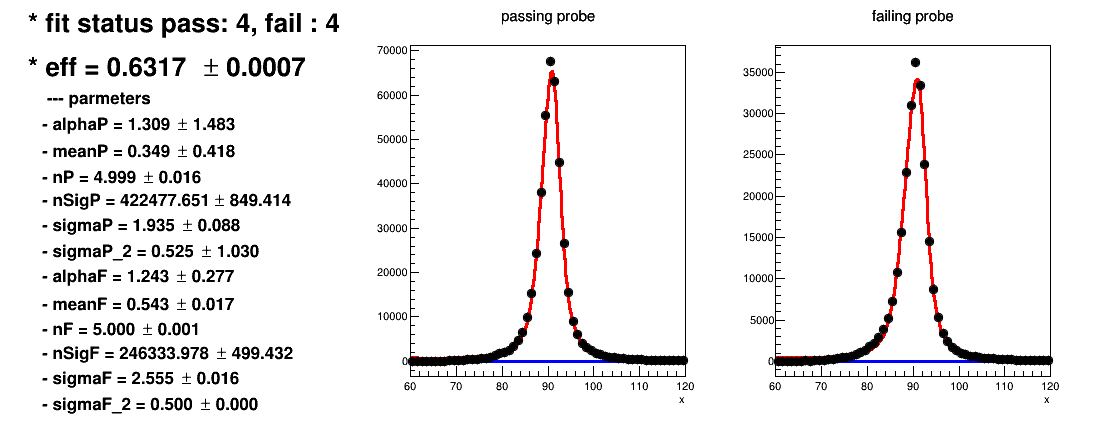 * fit status pass: 4, fail : 4
* eff = 0.6317 ± 0.0007
--- parmeters
- alphaP = 1.309 ± 1.483
- meanP = 0.349 ± 0.418
- nP = 4.999 ± 0.016
- nSigP = 422477.651 ± 849.414
- sigmaP = 1.935 ± 0.088
- sigmaP_2 = 0.525 ± 1.030
- alphaF = 1.243 ± 0.277
- meanF = 0.543 ± 0.017
- nF = 5.000 ± 0.001
- nSigF = 246333.978 ± 499.432
- sigmaF = 2.555 ± 0.016
- sigmaF_2 = 0.500 ± 0.000
passing probe
70000
60000
50000
40000
30000
20000
10000
0
60 70 80 90 100 110 120
x
failing probe
35000
30000
25000
20000
15000
10000
5000
0
60 70 80 90 100 110 120
x